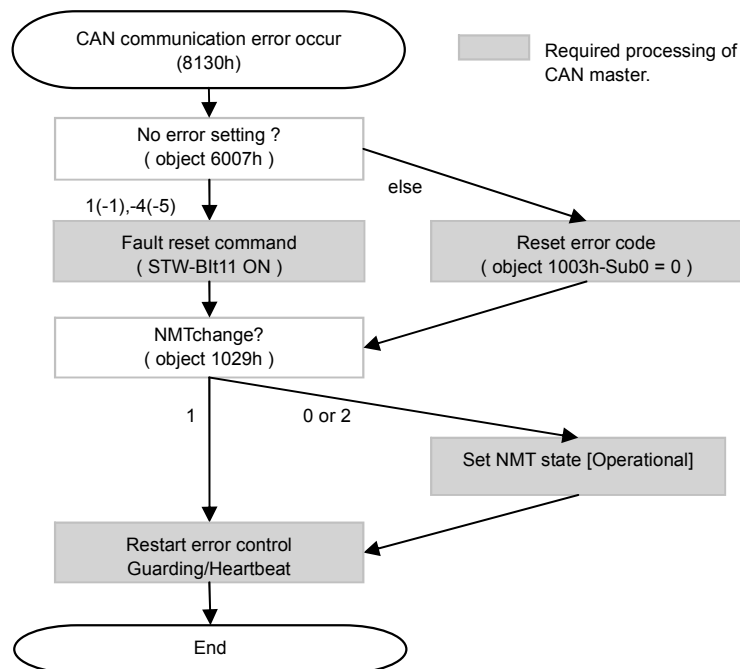 CAN communication error occur
(8130h)
Required processing of
CAN master.
No error setting ?
( object 6007h )
else
1(-1),-4(-5)
Fault reset command
( STW-BIt11 ON )
Reset error code
( object 1003h-Sub0 = 0 )
NMTchange?
( object 1029h )
1
0 or 2
Set NMT state [Operational]
Restart error control
Guarding/Heartbeat
End